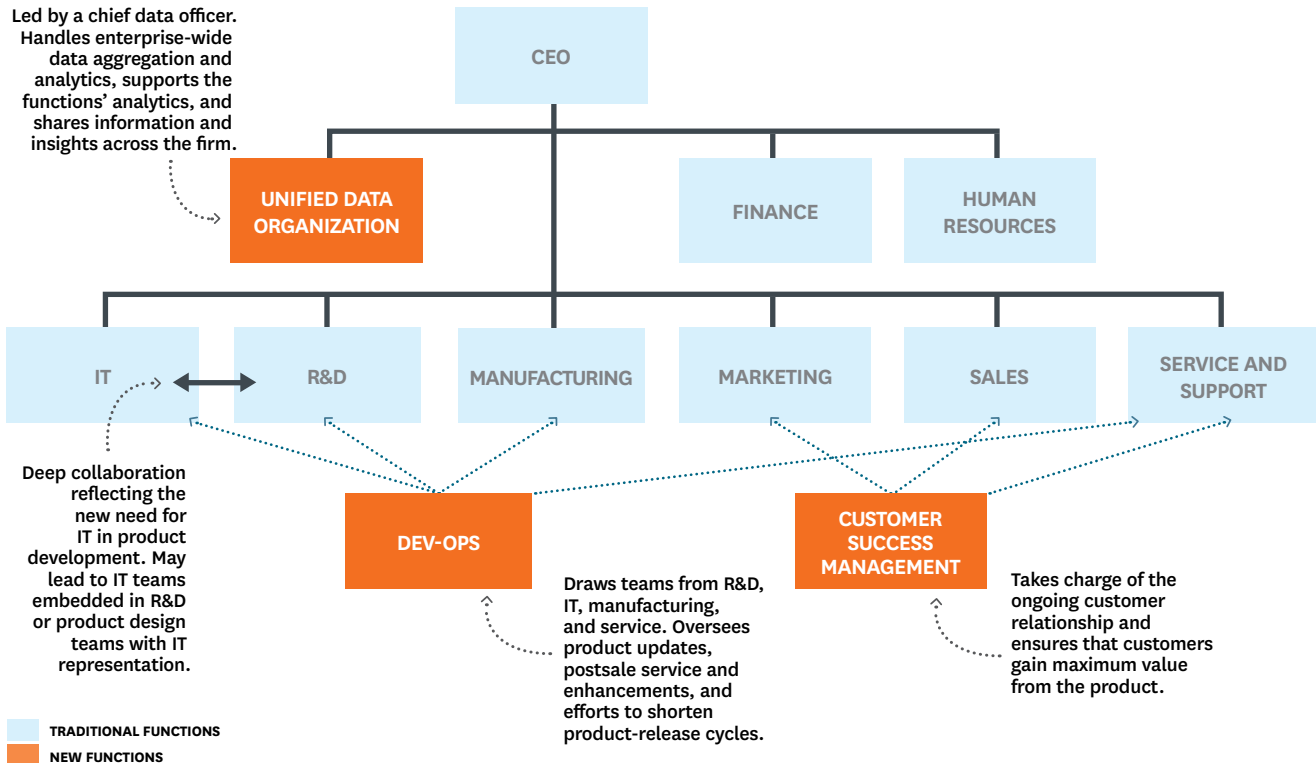 Led by a chief data officer.
Handles enterprise-wide
data aggregation and
analytics, supports the
functions’ analytics, and
shares information and
insights across the firm.
CEO
UNIFIED DATA
ORGANIZATION
FINANCE
HUMAN
RESOURCES
IT
R&D
MANUFACTURING
MARKETING
SALES
SERVICE AND
SUPPORT
Deep collaboration
reflecting the
new need for
IT in product
development. May
lead to IT teams
embedded in R&D
or product design
teams with IT
representation.
DEV-OPS
Draws teams from R&D,
IT, manufacturing,
and service. Oversees
product updates,
postsale service and
enhancements, and
efforts to shorten
product-release cycles.
CUSTOMER
SUCCESS
MANAGEMENT
Takes charge of the
ongoing customer
relationship and
ensures that customers
gain maximum value
from the product.
TRADITIONAL FUNCTIONS
NEW FUNCTIONS